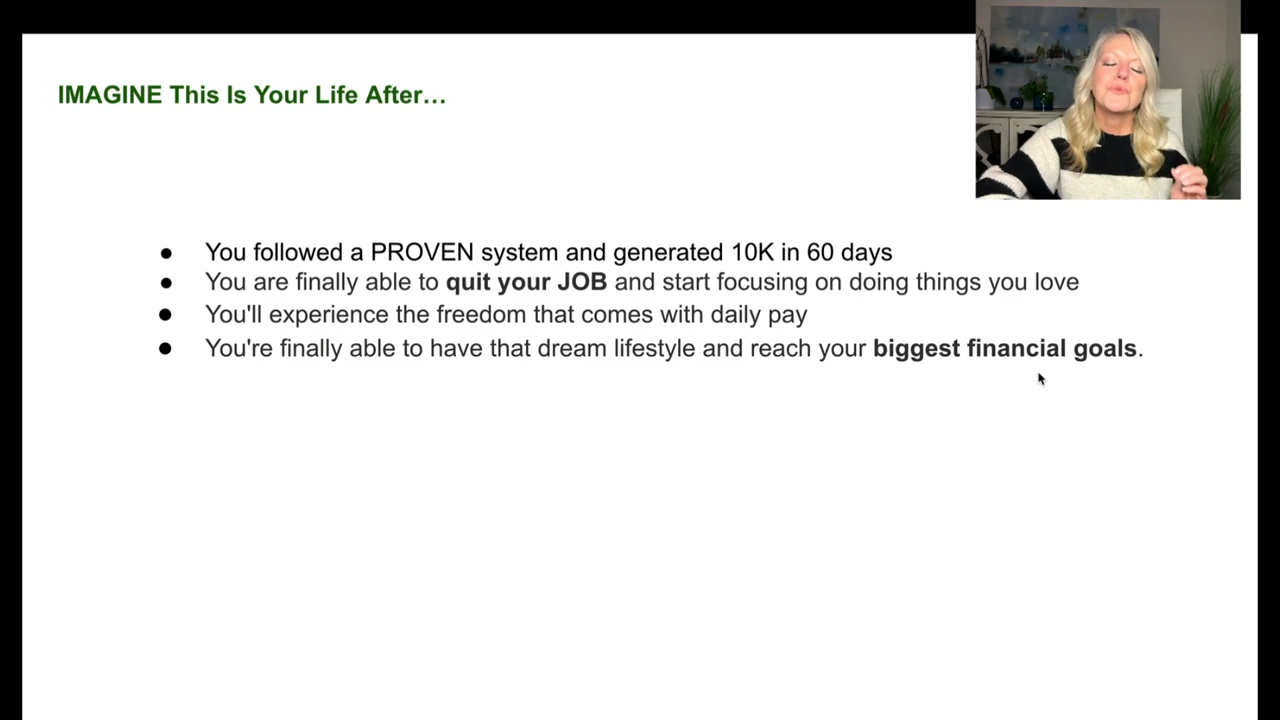 IMAGINE This Is Your Life After…
● You followed a PROVEN system and generated 10K in 60 days
● You are finally able to quit your JOB and start focusing on doing things you love
● You'll experience the freedom that comes with daily pay
● You're finally able to have that dream lifestyle and reach your biggest financial goals.